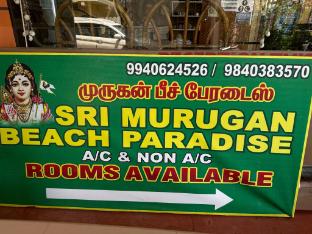 9940624526 / 9840383570
முருகன் பீச் பேரடைஸ்
SRI MURUGAN
BEACH PARADISE
A/C & NON A/C
ROOMS AVAILABLE